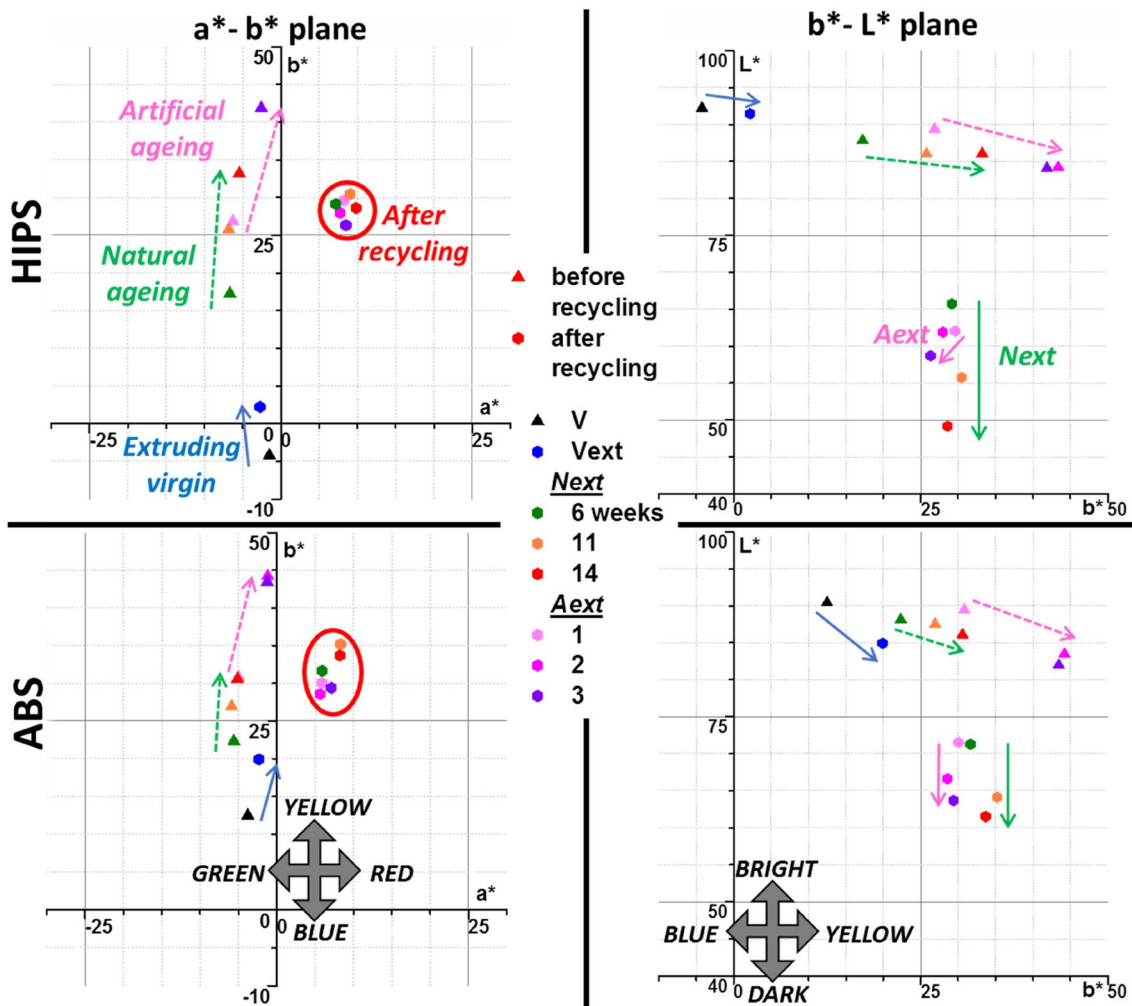 a*- b* plane
b*- L* plane
HIPS
50
b*
Artificial
ageing
25
Natural
ageing
After
recycling
a*
-25
0
0
25
Extruding
virgin
-10
100
L*
75
Aext
Next
50
40
0
25
b*
50
before
recycling
after
recycling
V
Vext
Next
6 weeks
11
14
Aext
1
2
3
ABS
50
b*
25
YELLOW
GREEN
RED
BLUE
a*
-25
0
0
25
-10
100
L*
75
50
BRIGHT
BLUE
YELLOW
DARK
40
0
25
b*
50